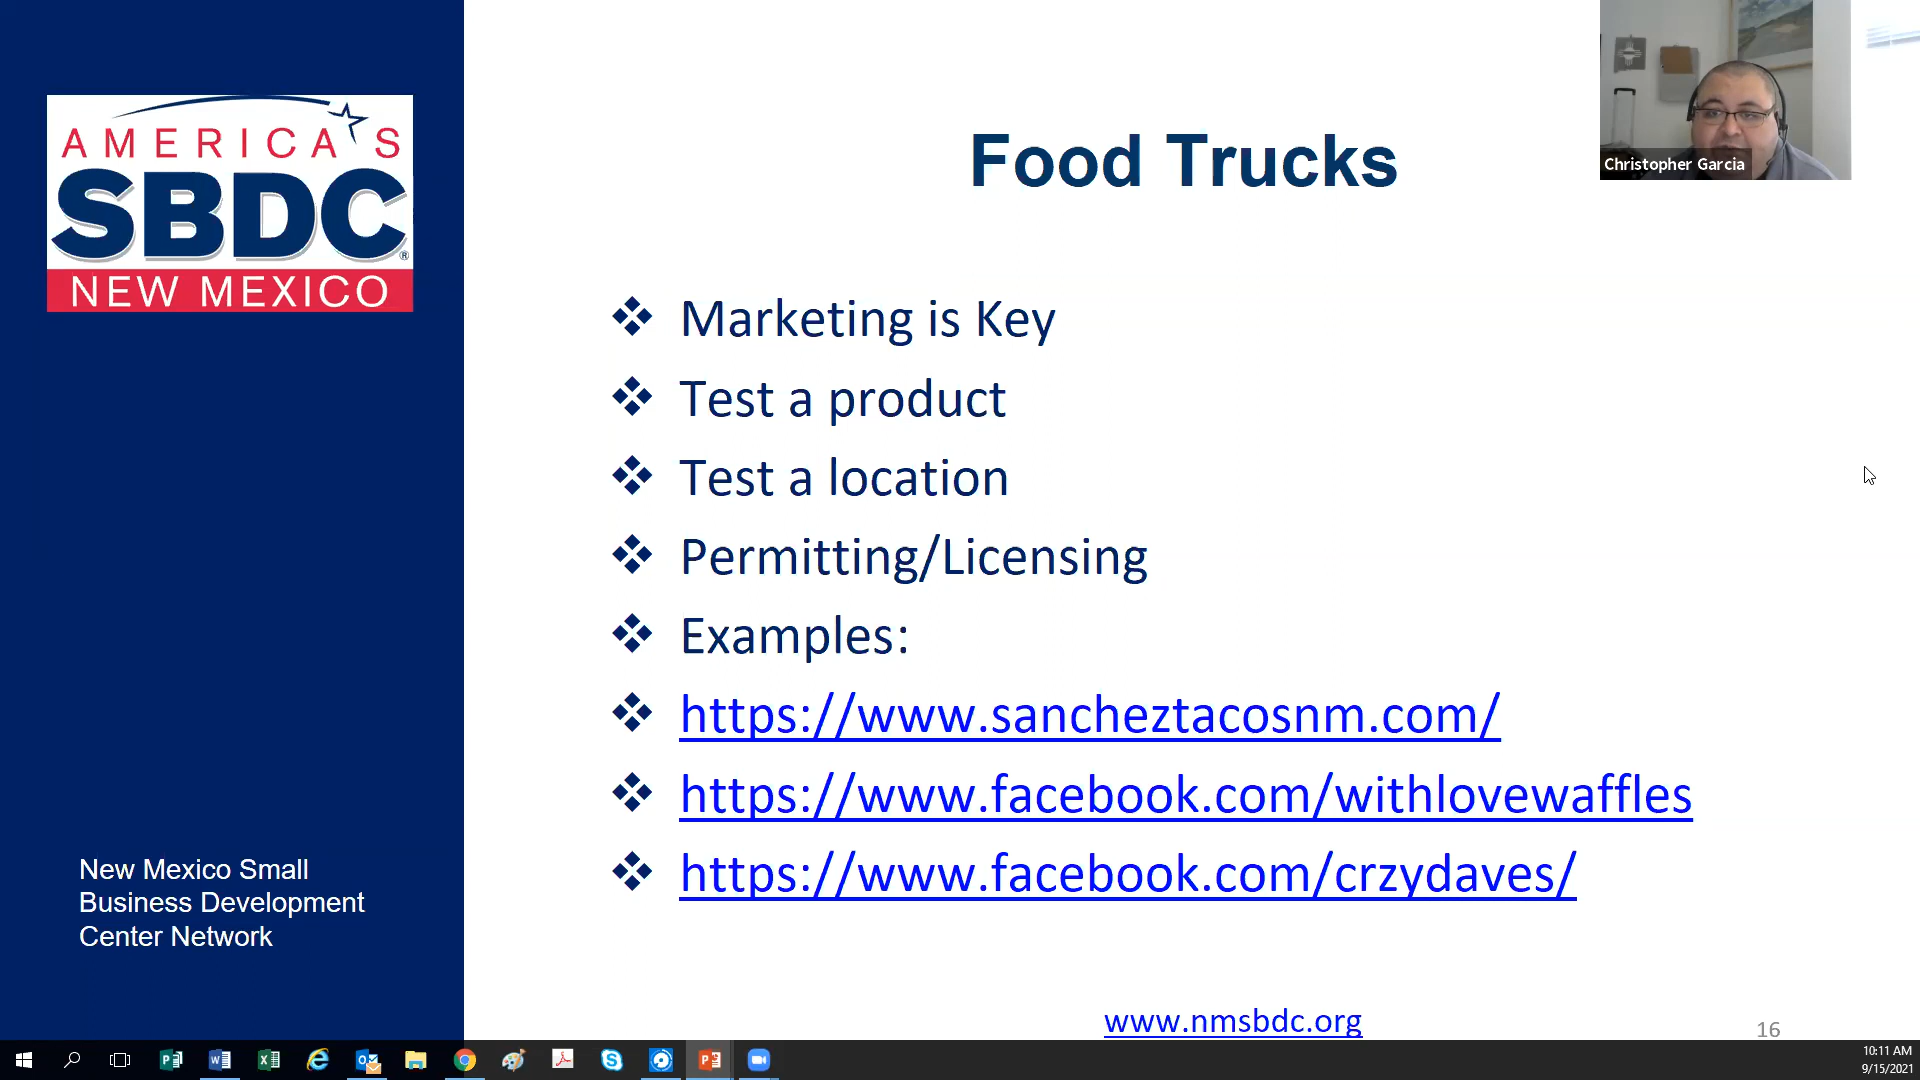 AMERICA'S
SBDC®
NEW MEXICO
Food Trucks
Christopher Garcia
❖ Marketing is Key
❖ Test a product
❖ Test a location
❖ Permitting/Licensing
❖ Examples:
❖ https://www.sancheztacosnm.com/
❖ https://www.facebook.com/withlovewaffles
❖ https://www.facebook.com/crzydaves/
New Mexico Small
Business Development
Center Network
www.nmsbdc.org
16
10:11 AM
9/15/2021